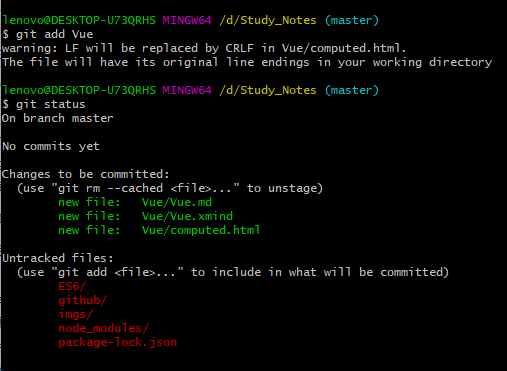 lenovo@DESKTOP-U73QRHS MINGW64 /d/Study_Notes (master)
$ git add Vue
warning: LF will be replaced by CRLF in Vue/computed.html.
The file will have its original line endings in your working directory
lenovo@DESKTOP-U73QRHS MINGW64 /d/Study_Notes (master)
$ git status
On branch master
No commits yet
Changes to be committed:
(use "git rm --cached <file>..." to unstage)
new file: Vue/Vue.md
new file: Vue/Vue.xmind
new file: Vue/computed.html
Untracked files:
(use "git add <file>..." to include in what will be committed)
ES6/
github/
imgs/
node_modules/
package-lock.json